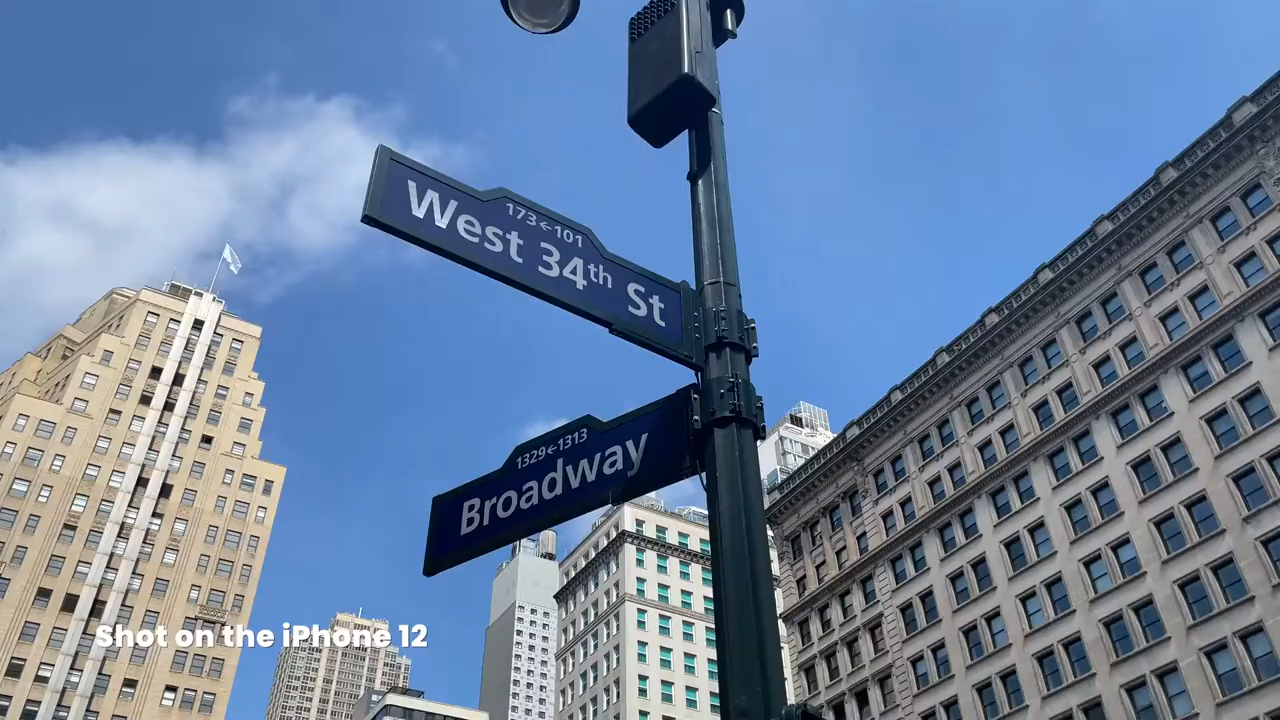 173←101
West 34th St
1329←1313
Broadway
Shot on the iPhone 12